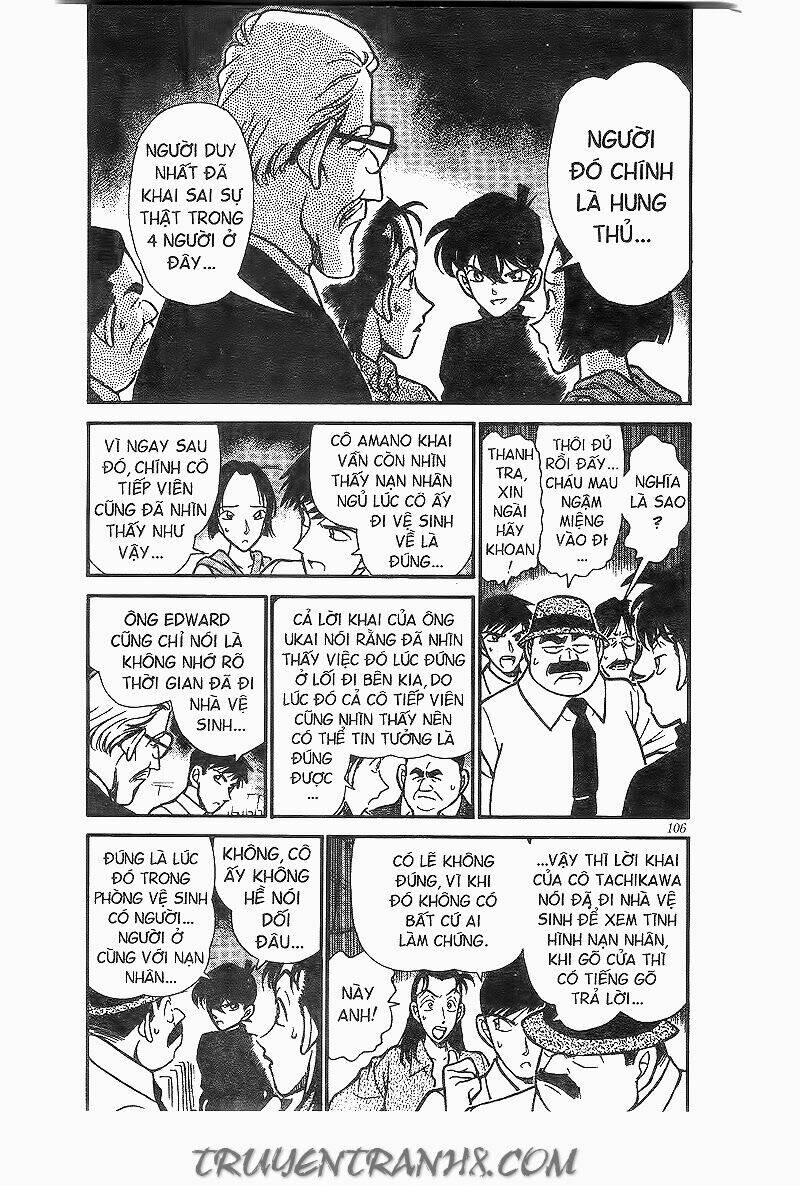 NGƯỜI
ĐÓ CHÍNH
LÀ HUNG
THỦ...
NGƯỜI DUY
NHẤT ĐÃ
KHAI SAI SỰ
THẬT TRONG
4 NGƯỜI Ở
ĐÂY...
NGHĨA
LÀ SAO
?
THÔI ĐỦ
RỒI ĐẤY...
CHÁU MAU
NGẬM
MIỆNG
VÀO ĐI
...
THANH
TRA,
XIN
NGÀI
HÃY
KHOAN
!
CÔ AMANO KHAI
VẪN CÒN NHÌN
THẤY NẠN NHÂN
NGỦ LÚC CÔ ẤY
ĐI VỆ SINH
VỀ LÀ
ĐÚNG...
VÌ NGAY SAU
ĐÓ, CHÍNH CÔ
TIẾP VIÊN
CŨNG ĐÃ NHÌN
THẤY NHƯ
VẬY...
CẢ LỜI KHAI CỦA ÔNG
UKAI NÓI RẰNG ĐÃ NHÌN
THẤY VIỆC ĐÓ LÚC ĐỨNG
Ở LỐI ĐI BÊN KIA, DO
LÚC ĐÓ CẢ CÔ TIẾP VIÊN
CŨNG NHÌN THẤY NÊN
CÓ THỂ TIN TƯỞNG LÀ
ĐÚNG
ĐƯỢC
...
ÔNG EDWARD
CŨNG CHỈ NÓI LÀ
KHÔNG NHỚ RÕ
THỜI GIAN ĐÃ ĐI
NHÀ VỆ
SINH...
106
...VẬY THÌ LỜI KHAI
CỦA CÔ TACHIKAWA
NÓI ĐÃ ĐI NHÀ VỆ
SINH ĐỂ XEM TÌNH
HÌNH NẠN NHÂN,
KHI GÕ CỬA THÌ
CÓ TIẾNG GÕ
TRẢ LỜI...
CÓ LẼ KHÔNG
ĐÚNG, VÌ KHI
ĐÓ KHÔNG CÓ
BẤT CỨ AI
LÀM CHỨNG.
NÀY
ANH!
KHÔNG, CÔ
ẤY KHÔNG
HỀ NÓI
DỐI
ĐÂU...
ĐÚNG LÀ LÚC
ĐÓ TRONG
PHÒNG VỆ SINH
CÓ NGƯỜI...
NGƯỜI Ở
CÙNG VỚI NẠN
NHÂN...
TRUYENTRANH8.COM